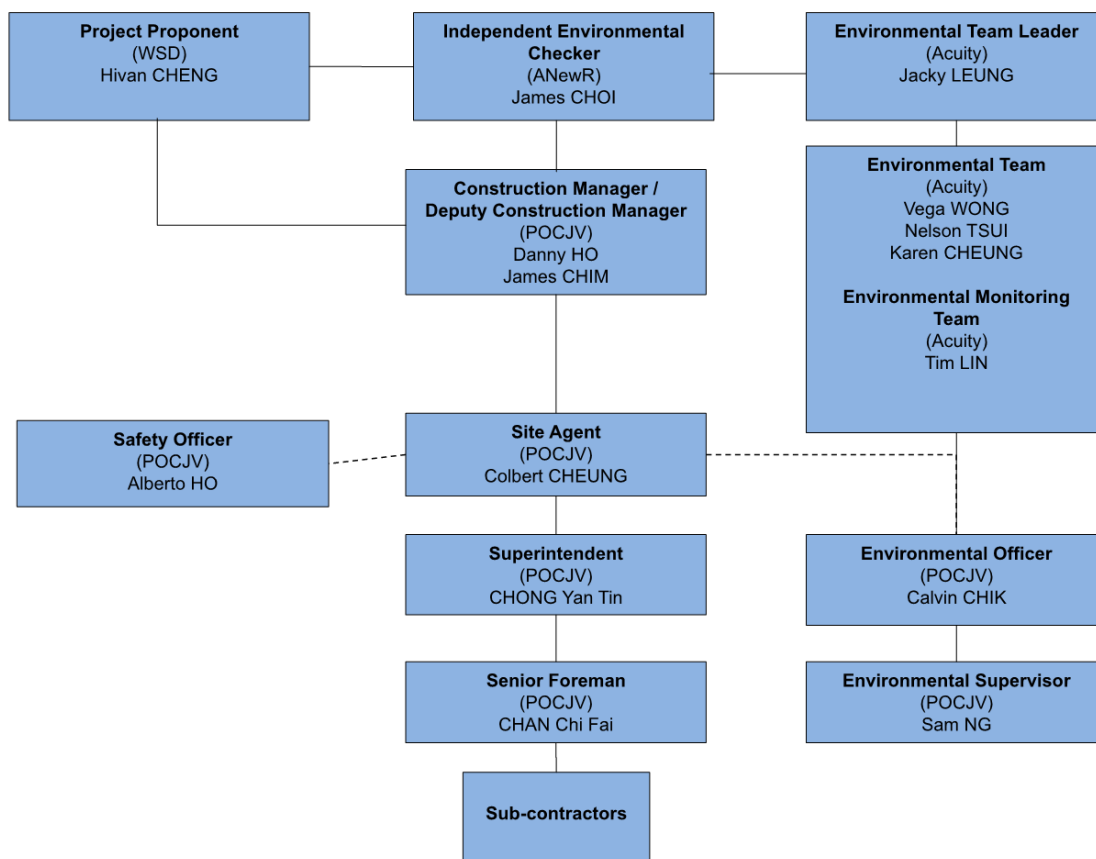 Project Proponent
(WSD)
Hivan CHENG
Independent Environmental
Checker
(ANewR)
James CHOI
Environmental Team Leader
(Acuity)
Jacky LEUNG
Construction Manager /
Deputy Construction Manager
(POCJV)
Danny HO
James CHIM
Environmental Team
(Acuity)
Vega WONG
Nelson TSUI
Karen CHEUNG
Environmental Monitoring
Team
(Acuity)
Tim LIN
Safety Officer
(POCJV)
Alberto HO
Site Agent
(POCJV)
Colbert CHEUNG
Superintendent
(POCJV)
CHONG Yan Tin
Environmental Officer
(POCJV)
Calvin CHIK
Senior Foreman
(POCJV)
CHAN Chi Fai
Environmental Supervisor
(POCJV)
Sam NG
Sub-contractors